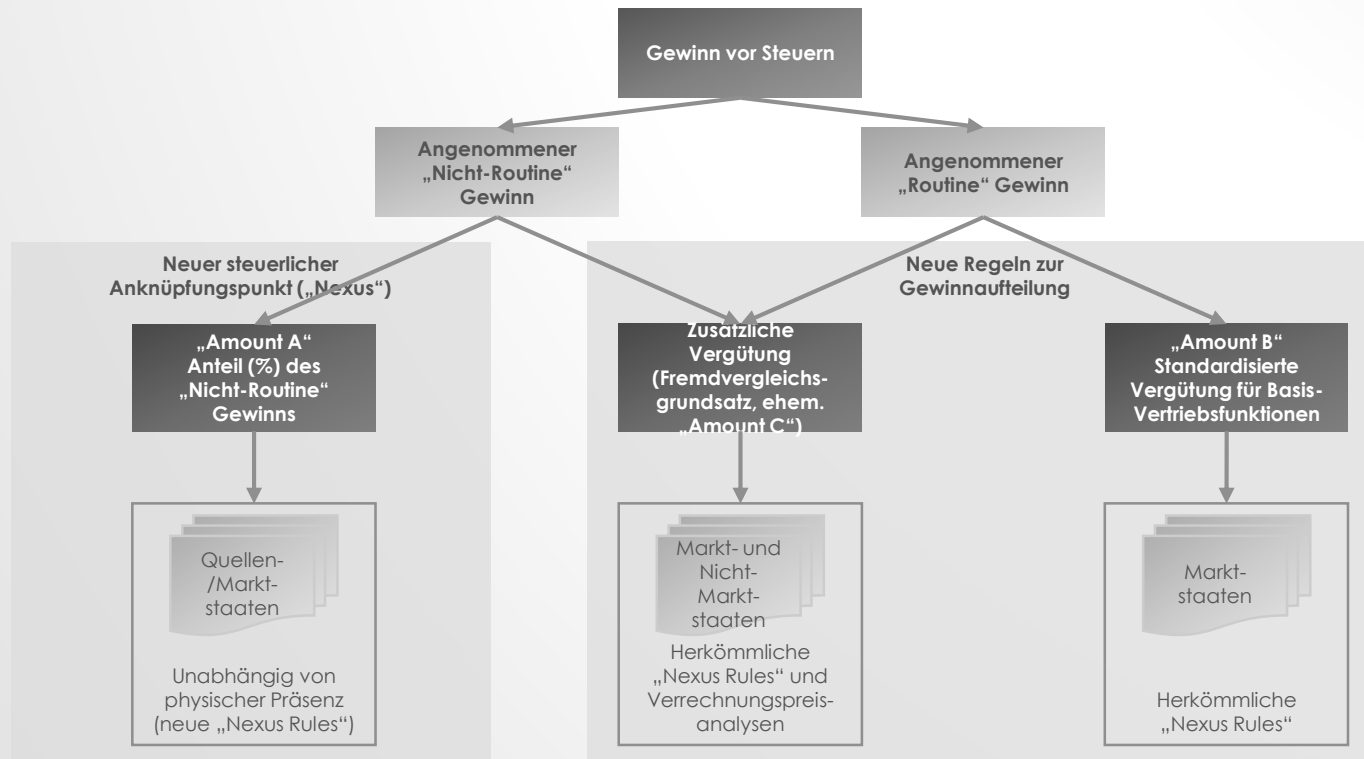 Gewinn vor Steuern
Angenommener
„Nicht-Routine“
Gewinn
Angenommener
„Routine“ Gewinn
Neuer steuerlicher
Anknüpfungspunkt („Nexus“)
Neue Regeln zur
Gewinnaufteilung
„Amount A“
Anteil (%) des
„Nicht-Routine“
Gewinns
Zusätzliche
Vergütung
(Fremdvergleichs-
grundsatz, ehem.
„Amount C“)
„Amount B“
Standardisierte
Vergütung für Basis-
Vertriebsfunktionen
Quellen-
/Markt-
staaten
Unabhängig von
physischer Präsenz
(neue „Nexus Rules“)
Markt- und
Nicht-
Markt-
staaten
Herkömmliche
„Nexus Rules“ und
Verrechnungspreis-
analysen
Markt-
staaten
Herkömmliche
„Nexus Rules“